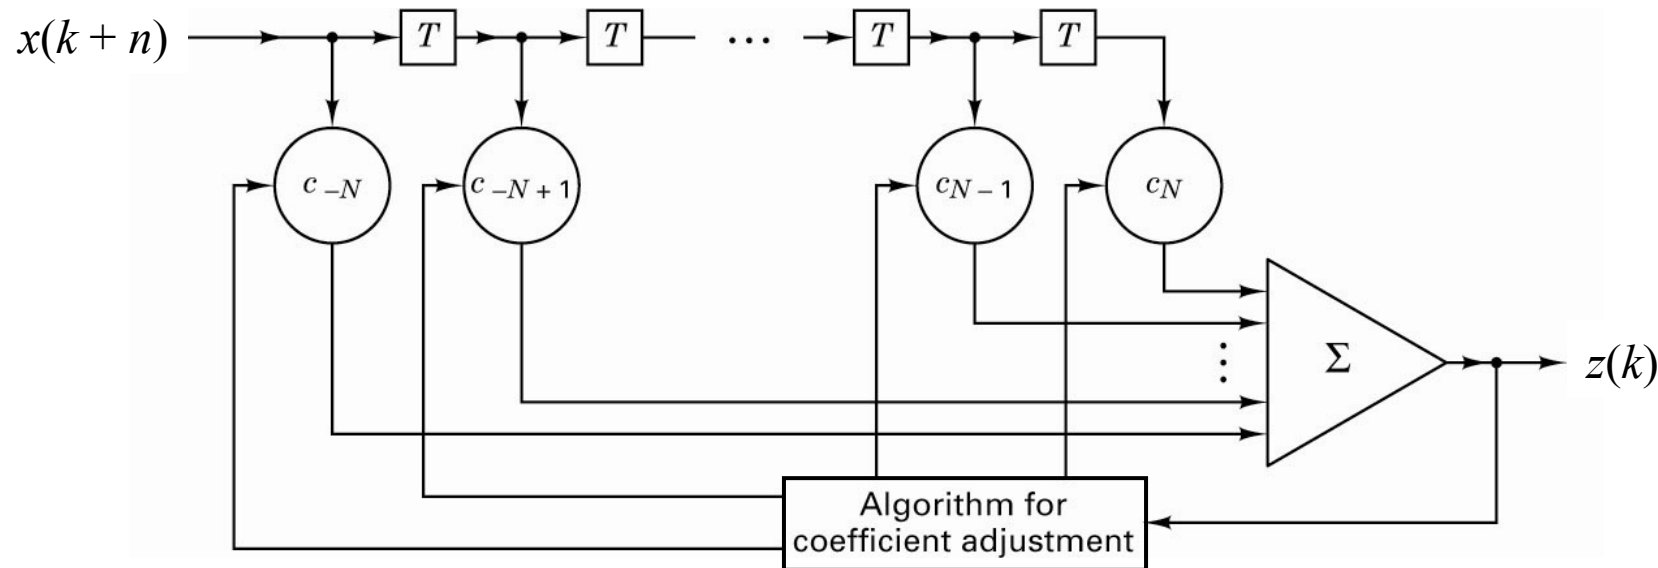 x(k + n)
T
T
...
T
T
c –N
c –N + 1
cN – 1
cN
Σ
⋮
z(k)
Algorithm for
coefficient adjustment